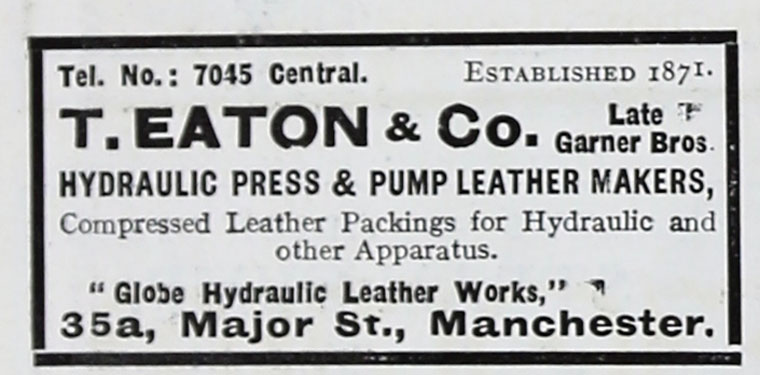 Tel. No.: 7045 Central. ESTABLISHED 1871.
T. EATON & Co. Late
Garner Bros.
HYDRAULIC PRESS & PUMP LEATHER MAKERS,
Compressed Leather Packings for Hydraulic and
other Apparatus.
"Globe Hydraulic Leather Works,"
35a, Major St., Manchester.